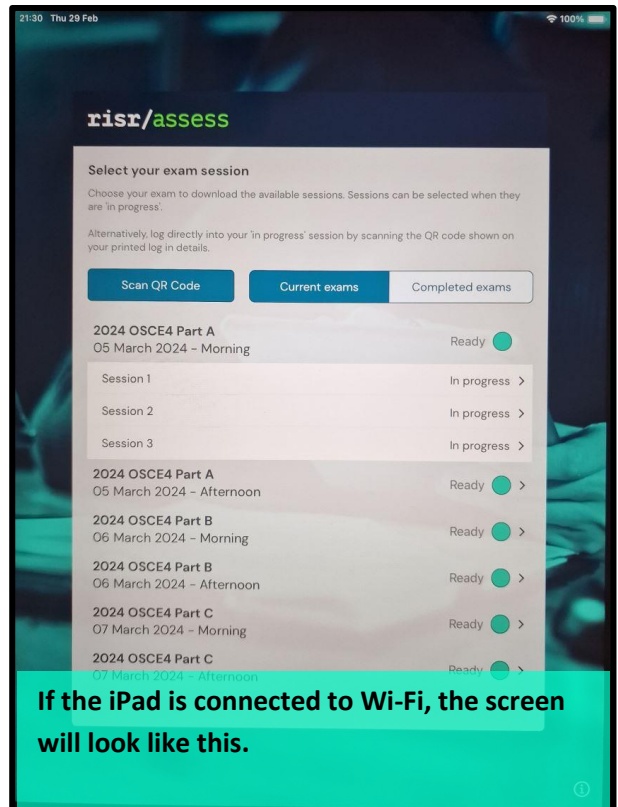 21:30 Thu 29 Feb 100%
risr/assess
Select your exam session
Choose your exam to download the available sessions. Sessions can be selected when they
are 'in progress'.
Alternatively, log directly into your 'in progress' session by scanning the QR code shown on
your printed log in details.
Scan QR Code Current exams Completed exams
2024 OSCE4 Part A
05 March 2024 - Morning Ready
Session 1 In progress >
Session 2 In progress >
Session 3 In progress >
2024 OSCE4 Part A
05 March 2024 - Afternoon Ready >
2024 OSCE4 Part B
06 March 2024 - Morning Ready >
2024 OSCE4 Part B
06 March 2024 - Afternoon Ready >
2024 OSCE4 Part C
07 March 2024 - Morning Ready >
2024 OSCE4 Part C
07 March 2024 - Afternoon Ready >
If the iPad is connected to Wi-Fi, the screen
will look like this.